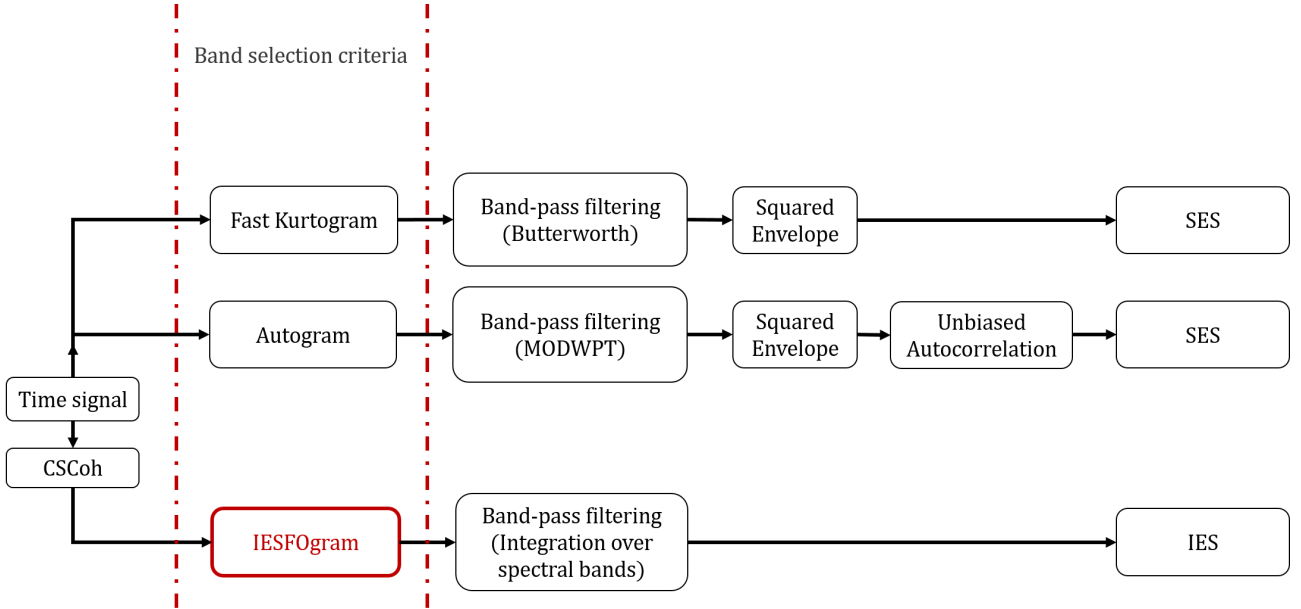 Band selection criteria
Fast Kurtogram
Band-pass filtering
(Butterworth)
Squared
Envelope
SES
Autogram
Band-pass filtering
(MODWPT)
Squared
Envelope
Unbiased
Autocorrelation
SES
Time signal
CSCoh
IESFOgram
Band-pass filtering
(Integration over
spectral bands)
IES